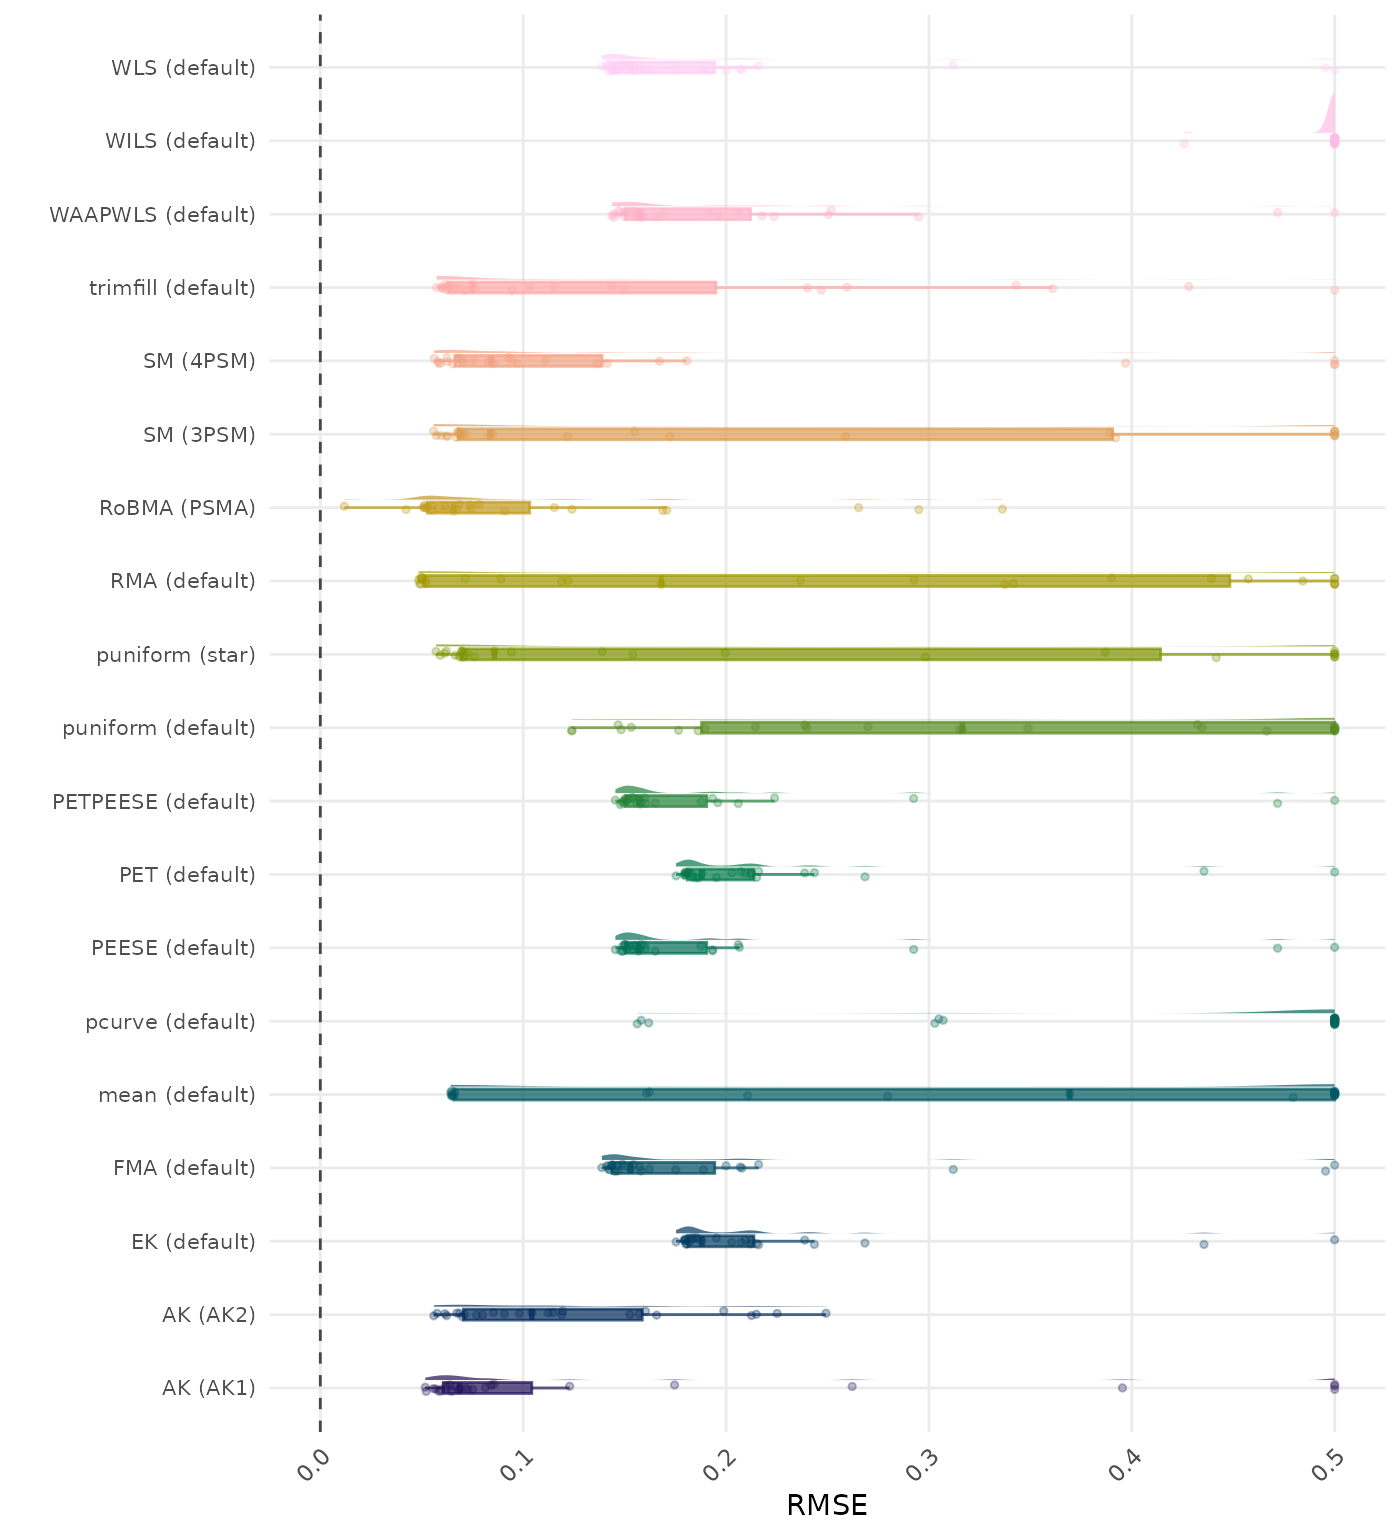 WLS (default)
WILS (default)
WAAPWLS (default)
trimfill (default)
SM (4PSM)
SM (3PSM)
RoBMA (PSMA)
RMA (default)
puniform (star)
puniform (default)
PETPEESE (default)
PET (default)
PEESE (default)
pcurve (default)
mean (default)
FMA (default)
EK (default)
AK (AK2)
AK (AK1)
0.0 0.1 0.2 0.3 0.4 0.5
RMSE